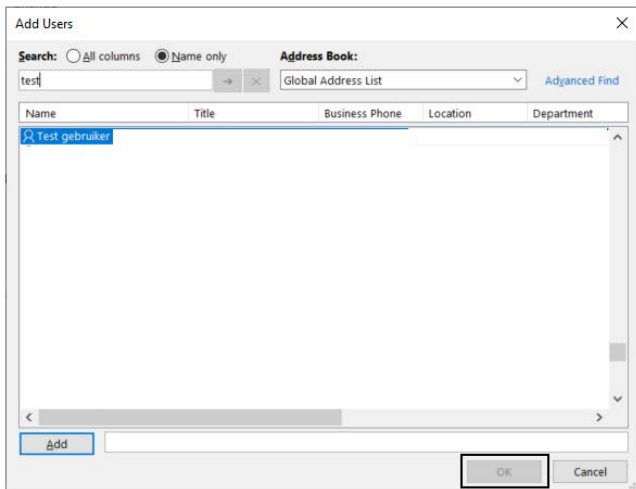 Add Users
Search: All columns Name only Address Book:
test Global Address List Advanced Find
Name Title Business Phone Location Department
Test gebruiker
Add
OK Cancel